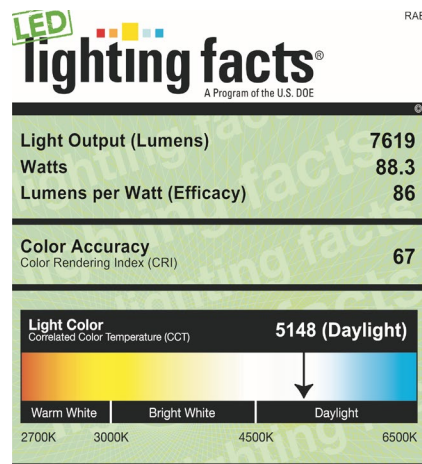 LED
RAB
lighting facts®
A Program of the U.S. DOE
Light Output (Lumens) 7619
Watts 88.3
Lumens per Watt (Efficacy) 86
Color Accuracy
Color Rendering Index (CRI) 67
Light Color
Correlated Color Temperature (CCT) 5148 (Daylight)
Warm White Bright White Daylight
2700K 3000K 4500K 6500K